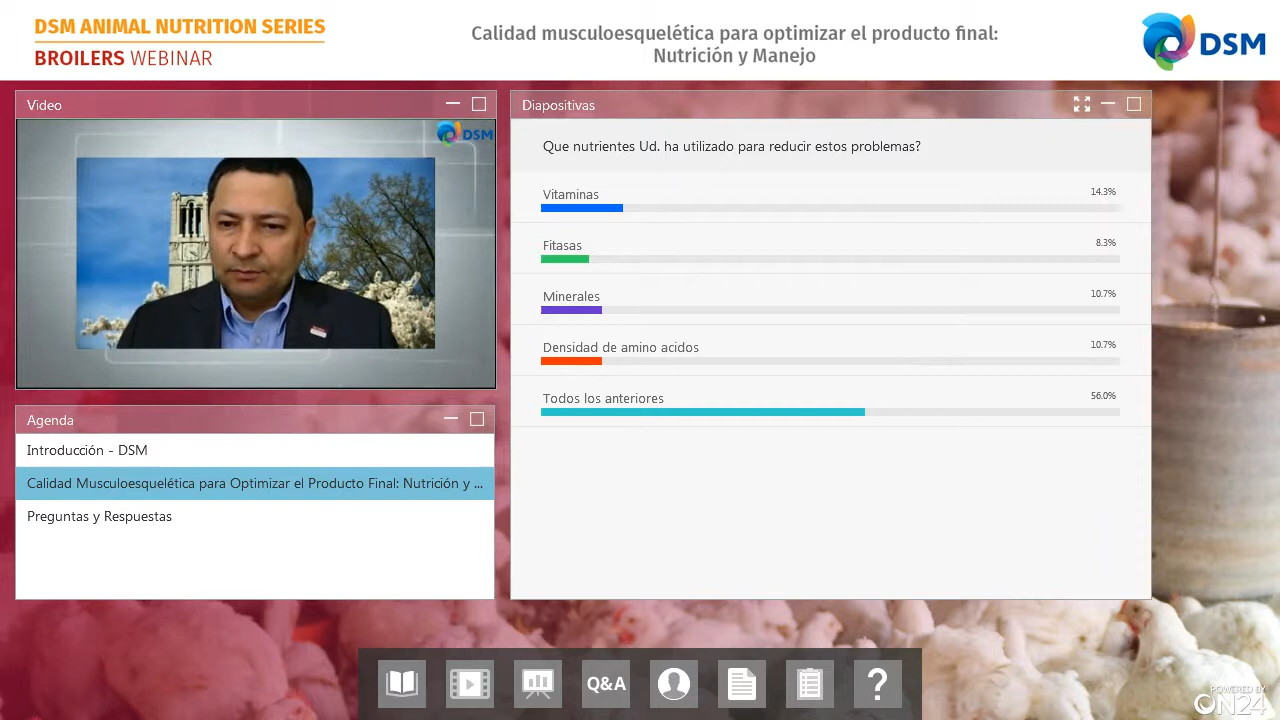 DSM ANIMAL NUTRITION SERIES
BROILERS WEBINAR
Calidad musculoesquelética para optimizar el producto final:
Nutrición y Manejo
DSM
Video
DSM
Diapositivas
Que nutrientes Ud. ha utilizado para reducir estos problemas?
Vitaminas 14.3%
Fitasas 8.3%
Minerales 10.7%
Densidad de amino acidos 10.7%
Todos los anteriores 56.0%
Agenda
Introducción - DSM
Calidad Musculoesquelética para Optimizar el Producto Final: Nutrición y ...
Preguntas y Respuestas
Q&A
?
POWERED BY
ON24